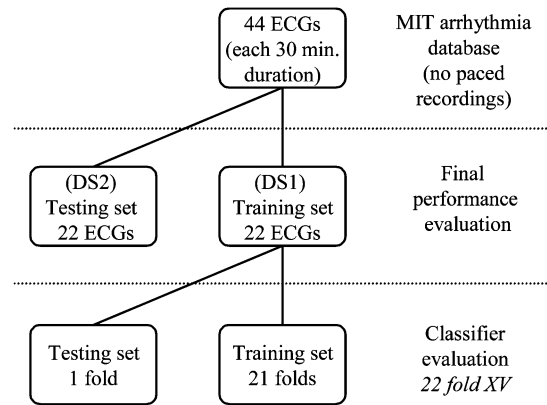 44 ECGs
(each 30 min.
duration)
MIT arrhythmia
database
(no paced
recordings)
(DS2)
Testing set
22 ECGs
(DS1)
Training set
22 ECGs
Final
performance
evaluation
Testing set
1 fold
Training set
21 folds
Classifier
evaluation
22 fold XV